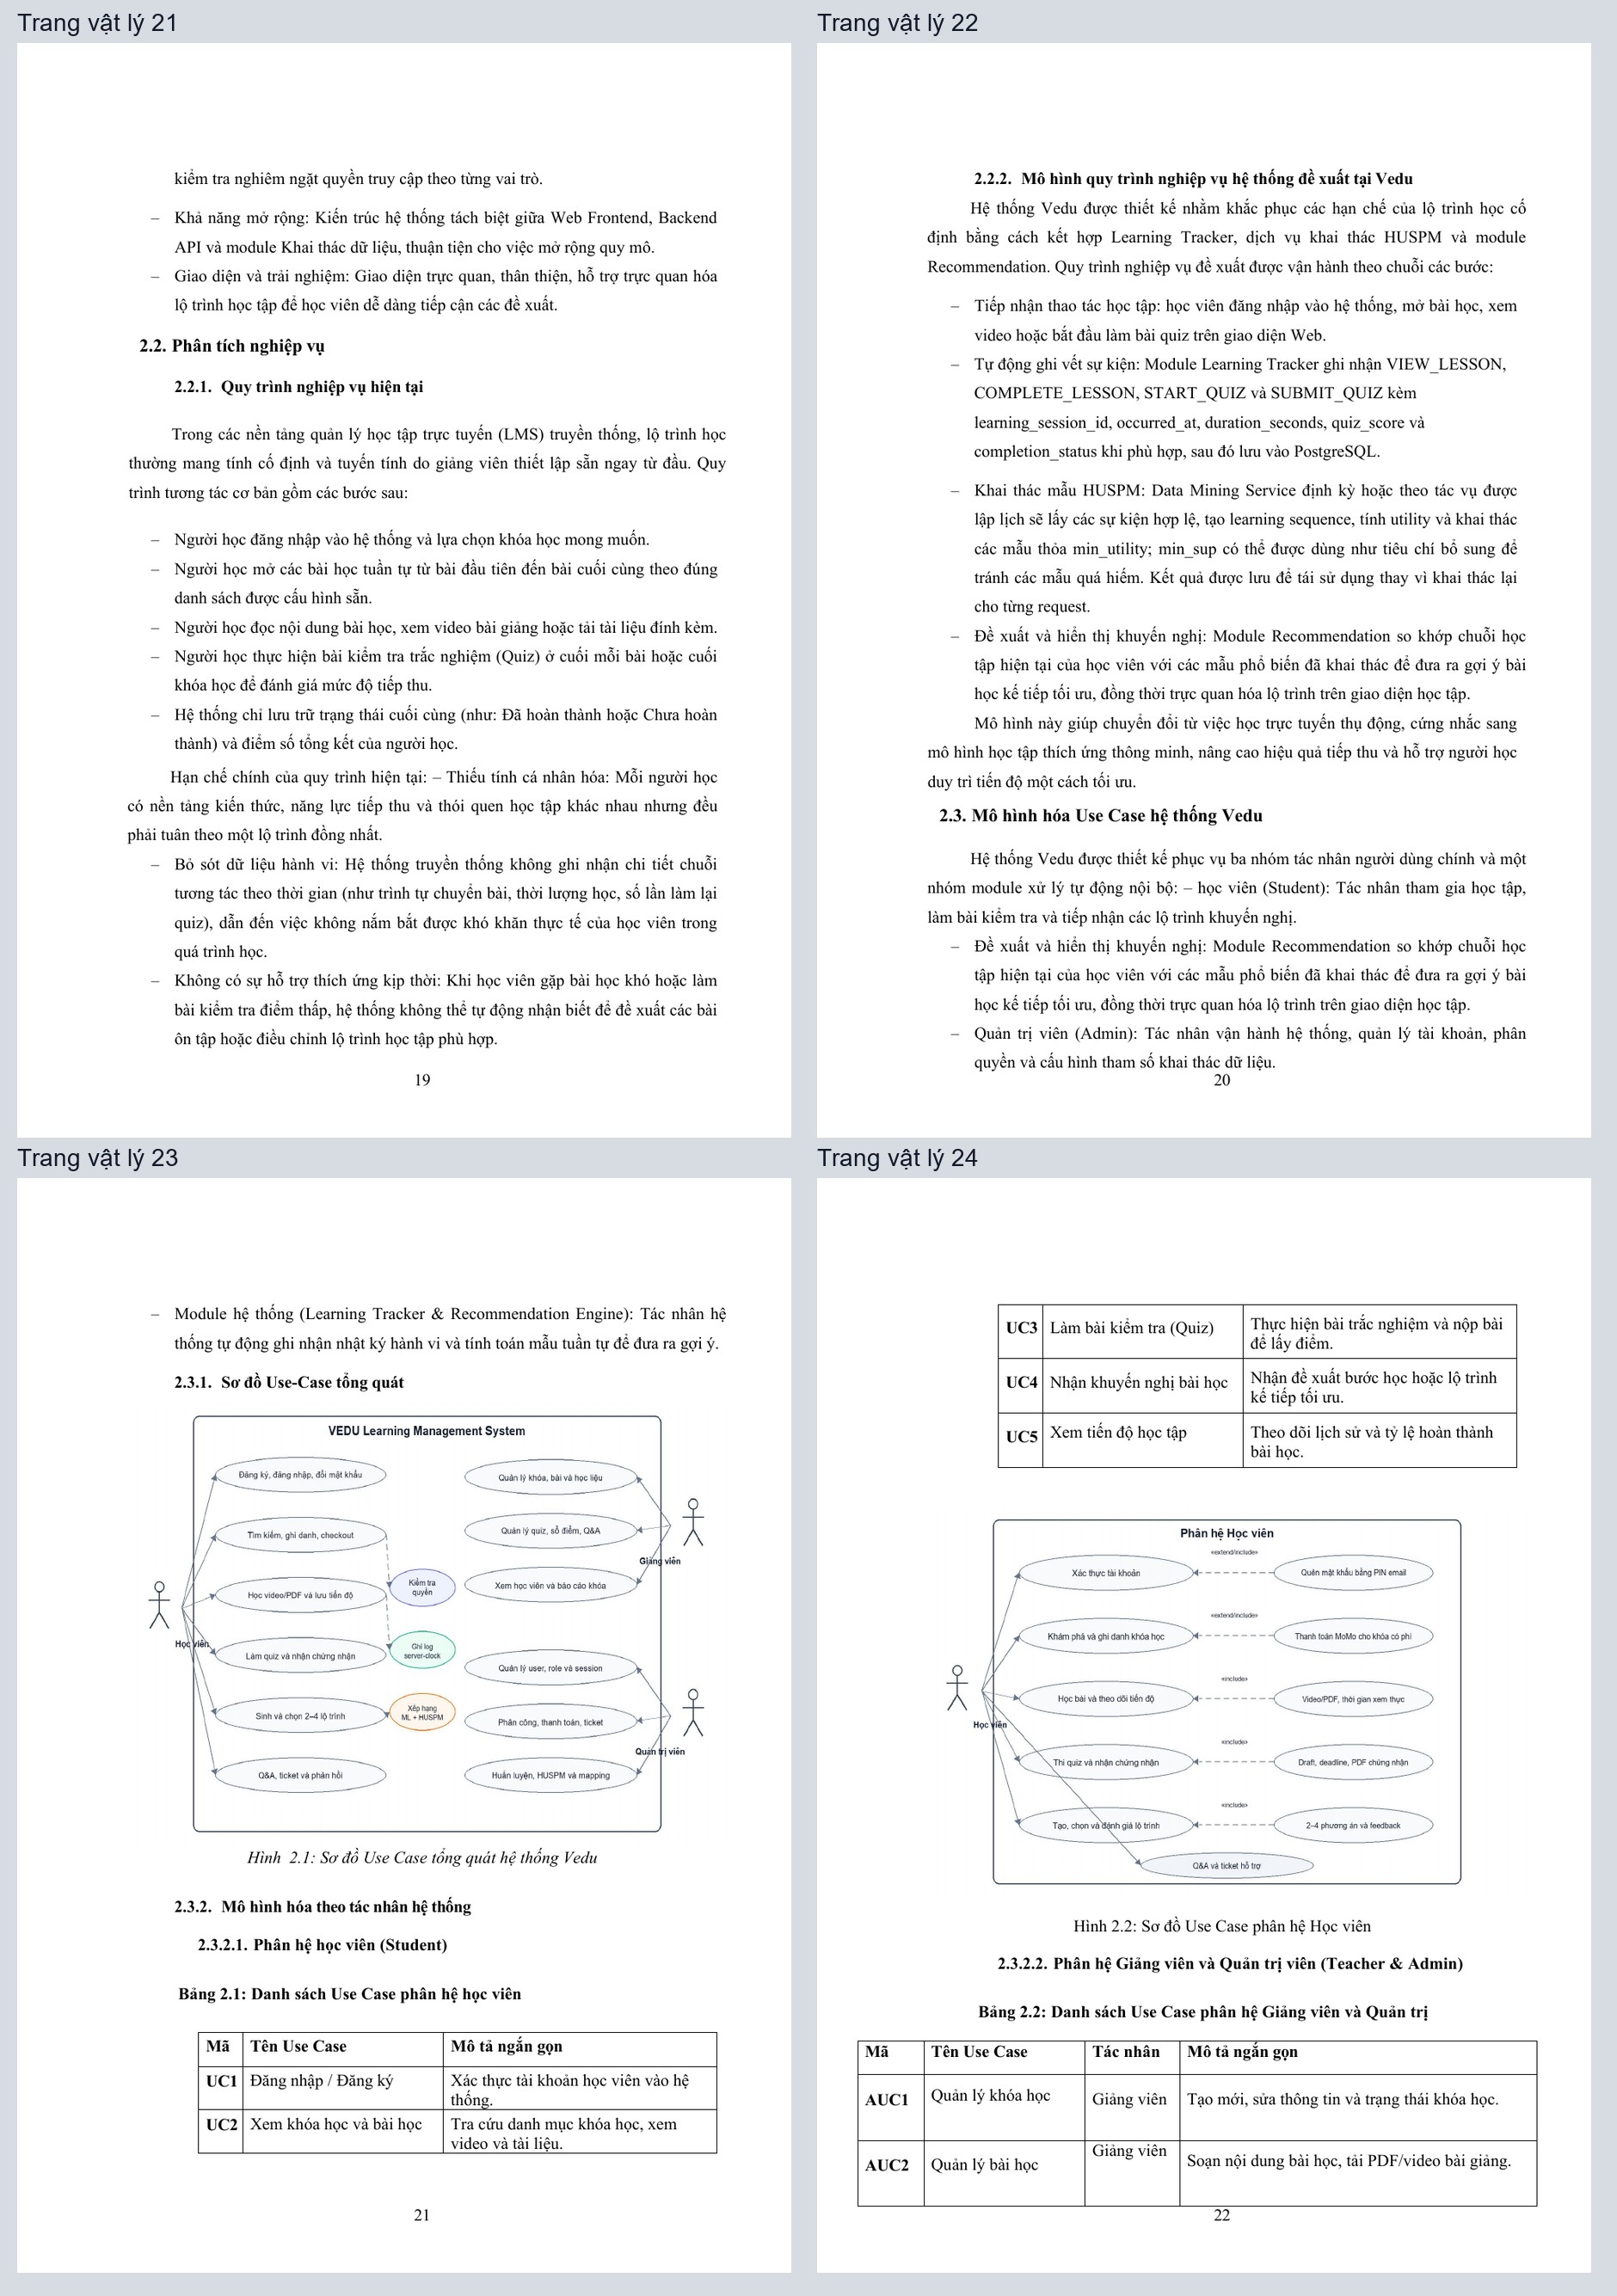 Trang vật lý 21
kiểm tra nghiêm ngặt quyền truy cập theo từng vai trò.
– Khả năng mở rộng: Kiến trúc hệ thống tách biệt giữa Web Frontend, Backend
API và module Khai thác dữ liệu, thuận tiện cho việc mở rộng quy mô.
– Giao diện và trải nghiệm: Giao diện trực quan, thân thiện, hỗ trợ trực quan hóa
lộ trình học tập để học viên dễ dàng tiếp cận các đề xuất.
2.2. Phân tích nghiệp vụ
2.2.1. Quy trình nghiệp vụ hiện tại
Trong các nền tảng quản lý học tập trực tuyến (LMS) truyền thống, lộ trình học
thường mang tính cố định và tuyến tính do giảng viên thiết lập sẵn ngay từ đầu. Quy
trình tương tác cơ bản gồm các bước sau:
– Người học đăng nhập vào hệ thống và lựa chọn khóa học mong muốn.
– Người học mở các bài học tuần tự từ bài đầu tiên đến bài cuối cùng theo đúng
danh sách được cấu hình sẵn.
– Người học đọc nội dung bài học, xem video bài giảng hoặc tải tài liệu đính kèm.
– Người học thực hiện bài kiểm tra trắc nghiệm (Quiz) ở cuối mỗi bài hoặc cuối
khóa học để đánh giá mức độ tiếp thu.
– Hệ thống chỉ lưu trữ trạng thái cuối cùng (như: Đã hoàn thành hoặc Chưa hoàn
thành) và điểm số tổng kết của người học.
Hạn chế chính của quy trình hiện tại: – Thiếu tính cá nhân hóa: Mỗi người học
có nền tảng kiến thức, năng lực tiếp thu và thói quen học tập khác nhau nhưng đều
phải tuân theo một lộ trình đồng nhất.
– Bỏ sót dữ liệu hành vi: Hệ thống truyền thống không ghi nhận chi tiết chuỗi
tương tác theo thời gian (như trình tự chuyển bài, thời lượng học, số lần làm lại
quiz), dẫn đến việc không nắm bắt được khó khăn thực tế của học viên trong
quá trình học.
– Không có sự hỗ trợ thích ứng kịp thời: Khi học viên gặp bài học khó hoặc làm
bài kiểm tra điểm thấp, hệ thống không thể tự động nhận biết để đề xuất các bài
ôn tập hoặc điều chỉnh lộ trình học tập phù hợp.
19
Trang vật lý 22
2.2.2. Mô hình quy trình nghiệp vụ hệ thống đề xuất tại Vedu
Hệ thống Vedu được thiết kế nhằm khắc phục các hạn chế của lộ trình học cố
định bằng cách kết hợp Learning Tracker, dịch vụ khai thác HUSPM và module
Recommendation. Quy trình nghiệp vụ đề xuất được vận hành theo chuỗi các bước:
– Tiếp nhận thao tác học tập: học viên đăng nhập vào hệ thống, mở bài học, xem
video hoặc bắt đầu làm bài quiz trên giao diện Web.
– Tự động ghi vết sự kiện: Module Learning Tracker ghi nhận VIEW_LESSON,
COMPLETE_LESSON, START_QUIZ và SUBMIT_QUIZ kèm
learning_session_id, occurred_at, duration_seconds, quiz_score và
completion_status khi phù hợp, sau đó lưu vào PostgreSQL.
– Khai thác mẫu HUSPM: Data Mining Service định kỳ hoặc theo tác vụ được
lập lịch sẽ lấy các sự kiện hợp lệ, tạo learning sequence, tính utility và khai thác
các mẫu thỏa min_utility; min_sup có thể được dùng như tiêu chí bổ sung để
tránh các mẫu quá hiếm. Kết quả được lưu để tái sử dụng thay vì khai thác lại
cho từng request.
– Đề xuất và hiển thị khuyến nghị: Module Recommendation so khớp chuỗi học
tập hiện tại của học viên với các mẫu phổ biến đã khai thác để đưa ra gợi ý bài
học kế tiếp tối ưu, đồng thời trực quan hóa lộ trình trên giao diện học tập.
Mô hình này giúp chuyển đổi từ việc học trực tuyến thụ động, cứng nhắc sang
mô hình học tập thích ứng thông minh, nâng cao hiệu quả tiếp thu và hỗ trợ người học
duy trì tiến độ một cách tối ưu.
2.3. Mô hình hóa Use Case hệ thống Vedu
Hệ thống Vedu được thiết kế phục vụ ba nhóm tác nhân người dùng chính và một
nhóm module xử lý tự động nội bộ: – học viên (Student): Tác nhân tham gia học tập,
làm bài kiểm tra và tiếp nhận các lộ trình khuyến nghị.
– Đề xuất và hiển thị khuyến nghị: Module Recommendation so khớp chuỗi học
tập hiện tại của học viên với các mẫu phổ biến đã khai thác để đưa ra gợi ý bài
học kế tiếp tối ưu, đồng thời trực quan hóa lộ trình trên giao diện học tập.
– Quản trị viên (Admin): Tác nhân vận hành hệ thống, quản lý tài khoản, phân
quyền và cấu hình tham số khai thác dữ liệu.
20
Trang vật lý 23
– Module hệ thống (Learning Tracker & Recommendation Engine): Tác nhân hệ
thống tự động ghi nhận nhật ký hành vi và tính toán mẫu tuần tự để đưa ra gợi ý.
2.3.1. Sơ đồ Use-Case tổng quát
VEDU Learning Management System
Đăng ký, đăng nhập, đổi mật khẩu
Quản lý khóa, bài và học liệu
Tìm kiếm, ghi danh, checkout
Quản lý quiz, sổ điểm, Q&A
Giảng viên
Học video/PDF và lưu tiến độ
Kiểm tra
quyền
Xem học viên và báo cáo khóa
Học viên
Làm quiz và nhận chứng nhận
Ghi log
server-clock
Quản lý user, role và session
Sinh và chọn 2–4 lộ trình
Xếp hạng
ML + HUSPM
Phân công, thanh toán, ticket
Quản trị viên
Q&A, ticket và phản hồi
Huấn luyện, HUSPM và mapping
Hình 2.1: Sơ đồ Use Case tổng quát hệ thống Vedu
2.3.2. Mô hình hóa theo tác nhân hệ thống
2.3.2.1. Phân hệ học viên (Student)
Bảng 2.1: Danh sách Use Case phân hệ học viên
Mã Tên Use Case Mô tả ngắn gọn
UC1 Đăng nhập / Đăng ký Xác thực tài khoản học viên vào hệ
thống.
UC2 Xem khóa học và bài học Tra cứu danh mục khóa học, xem
video và tài liệu.
21
Trang vật lý 24
UC3 Làm bài kiểm tra (Quiz) Thực hiện bài trắc nghiệm và nộp bài
để lấy điểm.
UC4 Nhận khuyến nghị bài học Nhận đề xuất bước học hoặc lộ trình
kế tiếp tối ưu.
UC5 Xem tiến độ học tập Theo dõi lịch sử và tỷ lệ hoàn thành
bài học.
Phân hệ Học viên
«extend/include»
Xác thực tài khoản
Quên mật khẩu bằng PIN email
«extend/include»
Khám phá và ghi danh khóa học
Thanh toán MoMo cho khóa có phí
«include»
Học bài và theo dõi tiến độ
Video/PDF, thời gian xem thực
Học viên
«include»
Thi quiz và nhận chứng nhận
Draft, deadline, PDF chứng nhận
«include»
Tạo, chọn và đánh giá lộ trình
2–4 phương án và feedback
Q&A và ticket hỗ trợ
Hình 2.2: Sơ đồ Use Case phân hệ Học viên
2.3.2.2. Phân hệ Giảng viên và Quản trị viên (Teacher & Admin)
Bảng 2.2: Danh sách Use Case phân hệ Giảng viên và Quản trị
Mã Tên Use Case Tác nhân Mô tả ngắn gọn
AUC1 Quản lý khóa học Giảng viên Tạo mới, sửa thông tin và trạng thái khóa học.
AUC2 Quản lý bài học Giảng viên Soạn nội dung bài học, tải PDF/video bài giảng.
22